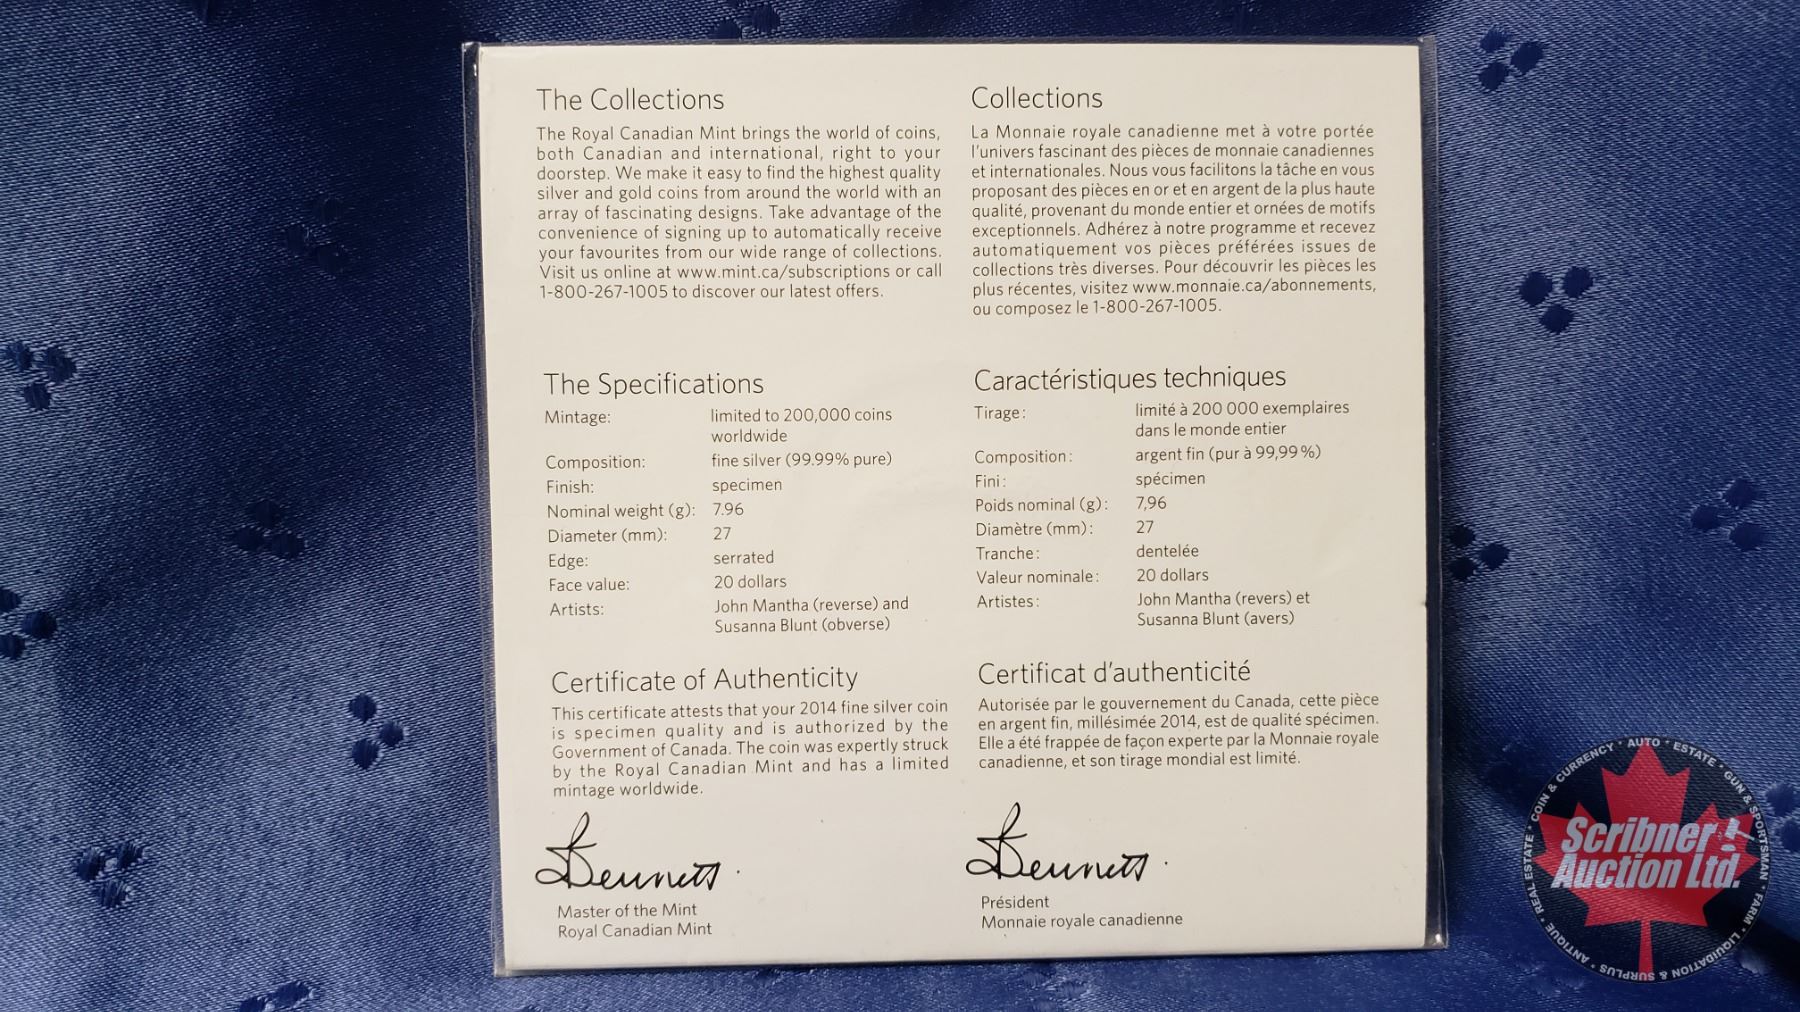 The Collections
The Royal Canadian Mint brings the world of coins,
both Canadian and international, right to your
doorstep. We make it easy to find the highest quality
silver and gold coins from around the world with an
array of fascinating designs. Take advantage of the
convenience of signing up to automatically receive
your favourites from our wide range of collections.
Visit us online at www.mint.ca/subscriptions or call
1-800-267-1005 to discover our latest offers.
The Specifications
Mintage: limited to 200,000 coins
worldwide
Composition: fine silver (99.99% pure)
Finish: specimen
Nominal weight (g): 7.96
Diameter (mm): 27
Edge: serrated
Face value: 20 dollars
Artists: John Mantha (reverse) and
Susanna Blunt (obverse)
Certificate of Authenticity
This certificate attests that your 2014 fine silver coin
is specimen quality and is authorized by the
Government of Canada. The coin was expertly struck
by the Royal Canadian Mint and has a limited
mintage worldwide.
Bennett
Master of the Mint
Royal Canadian Mint
Collections
La Monnaie royale canadienne met à votre portée
l'univers fascinant des pièces de monnaie canadiennes
et internationales. Nous vous facilitons la tâche en vous
proposant des pièces en or et en argent de la plus haute
qualité, provenant du monde entier et ornées de motifs
exceptionnels. Adhérez à notre programme et recevez
automatiquement vos pièces préférées issues de
collections très diverses. Pour découvrir les pièces les
plus récentes, visitez www.monnaie.ca/abonnements,
ou composez le 1-800-267-1005.
Caractéristiques techniques
Tirage : limité à 200 000 exemplaires
dans le monde entier
Composition : argent fin (pur à 99,99 %)
Fini : spécimen
Poids nominal (g) : 7,96
Diamètre (mm) : 27
Tranche : dentelée
Valeur nominale : 20 dollars
Artistes : John Mantha (revers) et
Susanna Blunt (avers)
Certificat d'authenticité
Autorisée par le gouvernement du Canada, cette pièce
en argent fin, millésimée 2014, est de qualité spécimen.
Elle a été frappée de façon experte par la Monnaie royale
canadienne, et son tirage mondial est limité.
Bennett
Président
Monnaie royale canadienne
Scribner!
Auction Ltd.
ANTIQUE • REAL ESTATE • COIN & CURRENCY • AUTO • ESTATE • GUN & SPORTSMAN • FARM • LIQUIDATION & SURPLUS •